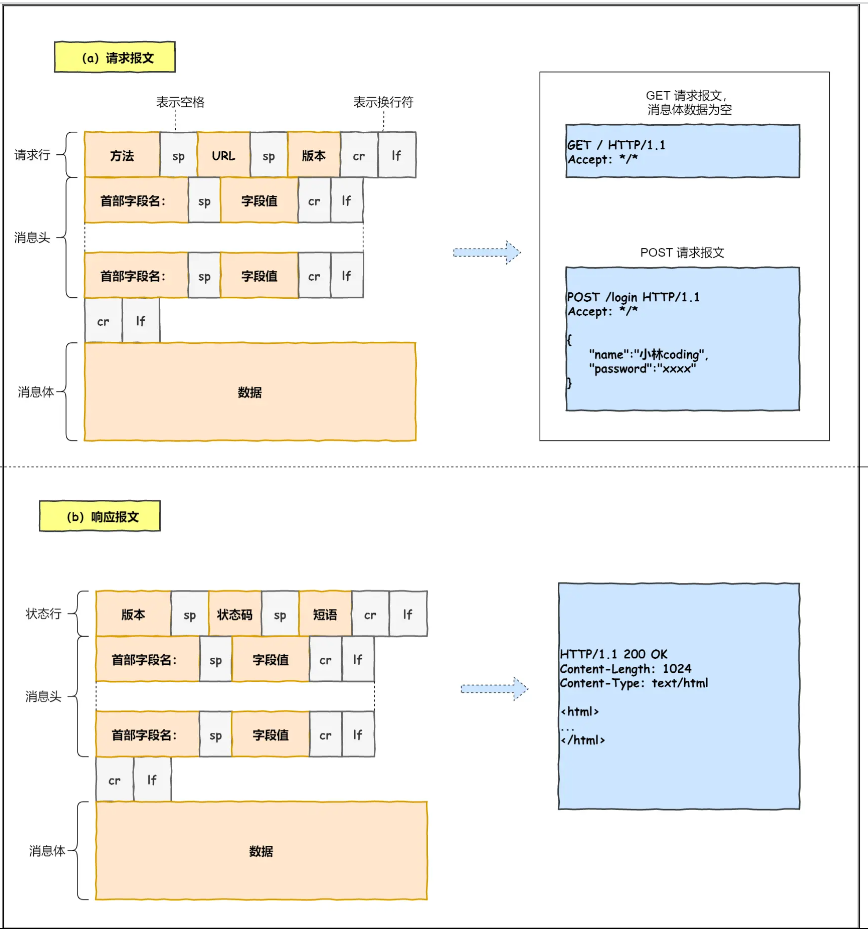 (a) 请求报文
表示空格
表示换行符
请求行
方法 sp URL sp 版本 cr lf
消息头
首部字段名： sp 字段值 cr lf
首部字段名： sp 字段值 cr lf
cr lf
消息体
数据
GET 请求报文，
消息体数据为空
GET / HTTP/1.1
Accept: */*
POST 请求报文
POST /login HTTP/1.1
Accept: */*
{
"name":"小林coding",
"password":"xxxx"
}
(b) 响应报文
状态行
版本 sp 状态码 sp 短语 cr lf
消息头
首部字段名： sp 字段值 cr lf
首部字段名： sp 字段值 cr lf
cr lf
消息体
数据
HTTP/1.1 200 OK
Content-Length: 1024
Content-Type: text/html
<html>
...
</html>